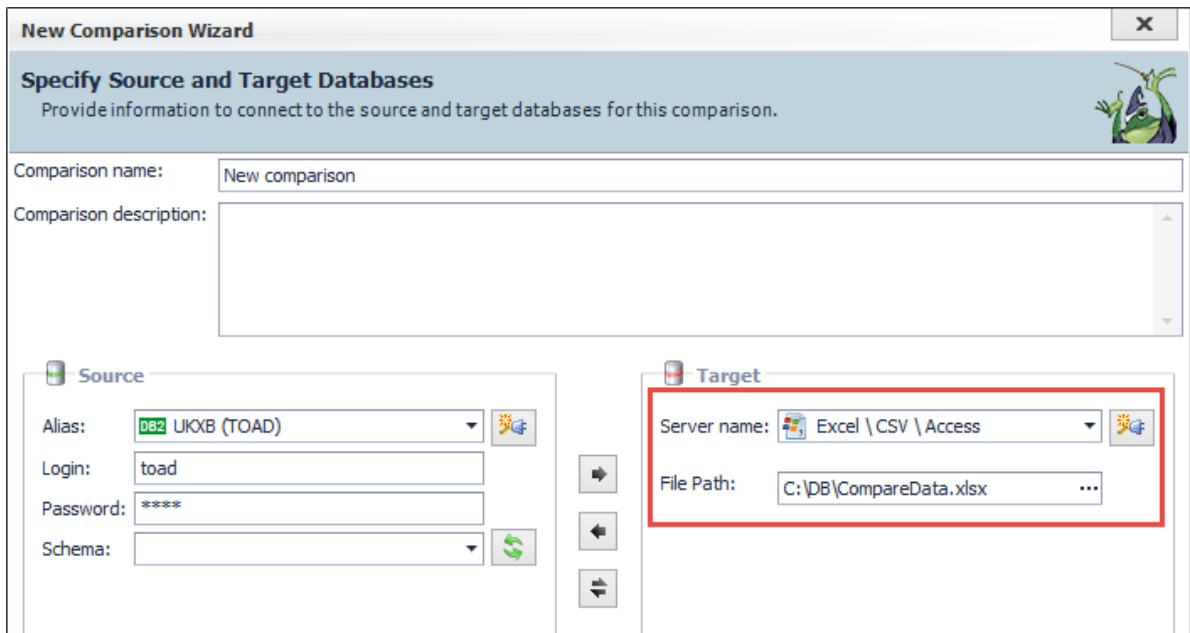 New Comparison Wizard
Specify Source and Target Databases
Provide information to connect to the source and target databases for this comparison.
Comparison name: New comparison
Comparison description:
Source
Alias: DB2 UKXB (TOAD)
Login: toad
Password: ****
Schema:
Target
Server name: Excel \ CSV \ Access
File Path: C:\DB\CompareData.xlsx ...